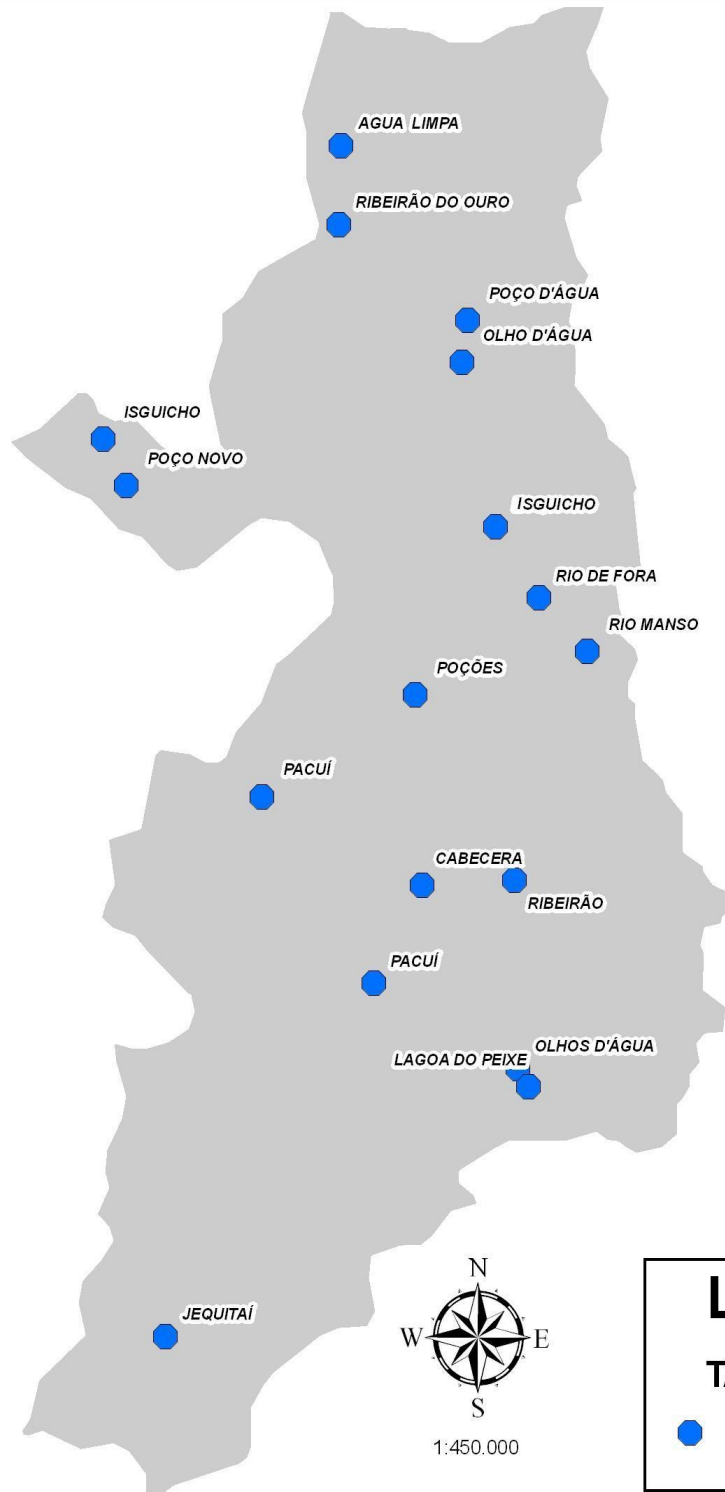 AGUA LIMPA
RIBEIRÃO DO OURO
POÇO D'ÁGUA
OLHO D'ÁGUA
ISGUICHO
POÇO NOVO
ISGUICHO
RIO DE FORA
RIO MANSO
POÇÕES
PACUÍ
CABECERA
RIBEIRÃO
PACUÍ
OLHOS D'ÁGUA
LAGOA DO PEIXE
JEQUITAÍ
N
W E
S
1:450.000